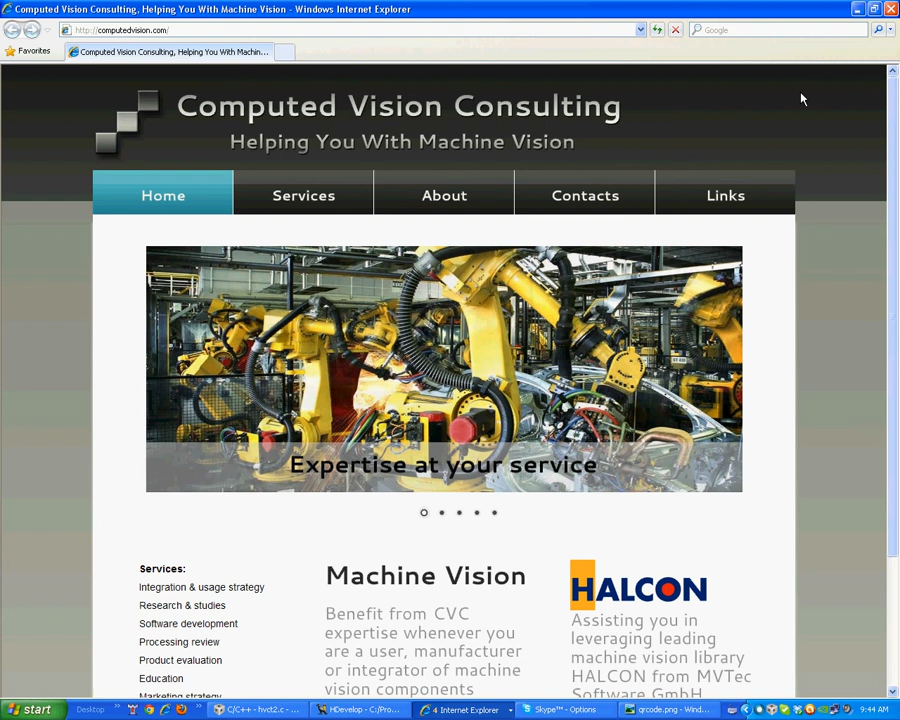 Computed Vision Consulting, Helping You With Machine Vision - Windows Internet Explorer
http://computedvision.com/
Google
Favorites
Computed Vision Consulting, Helping You With Machin...
Computed Vision Consulting
Helping You With Machine Vision
Home
Services
About
Contacts
Links
Expertise at your service
Services:
Integration & usage strategy
Research & studies
Software development
Processing review
Product evaluation
Education
Marketing strategy
Machine Vision
Benefit from CVC
expertise whenever you
are a user, manufacturer
or integrator of machine
vision components
HALCON
Assisting you in
leveraging leading
machine vision library
HALCON from MVTec
Software GmbH
start
Desktop
C/C++ - hvct2.c - ...
HDevelop - C:/Pro...
4 Internet Explorer
Skype™ - Options
qrcode.png - Wind...
9:44 AM